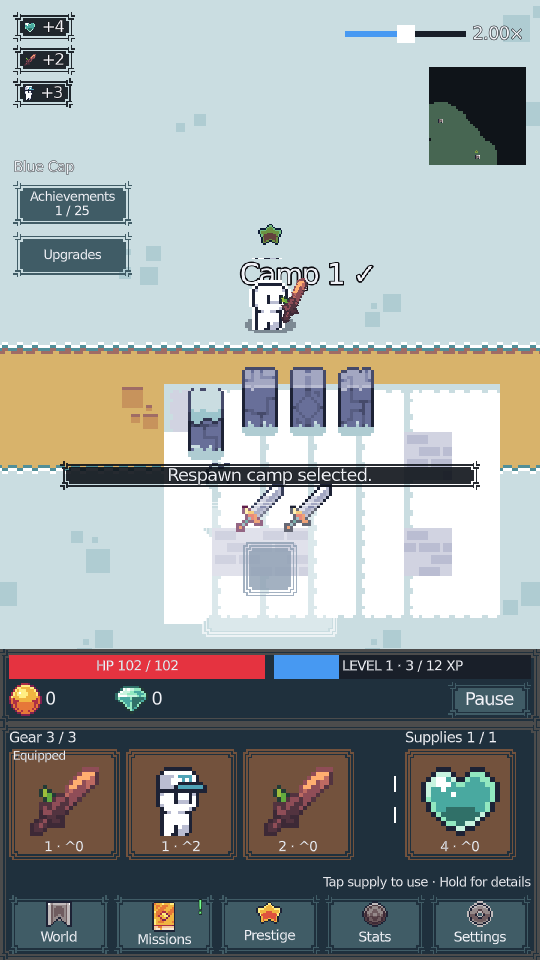 +4
+2
+3
2.00×
Blue Cap
Achievements
1 / 25
Upgrades
Camp 1 ✓
Respawn camp selected.
HP 102 / 102
LEVEL 1 · 3 / 12 XP
0
0
Pause
Gear 3 / 3
Supplies 1 / 1
Equipped
1 · ^0
1 · ^2
2 · ^0
4 · ^0
Tap supply to use · Hold for details
World
Missions
!
Prestige
Stats
Settings